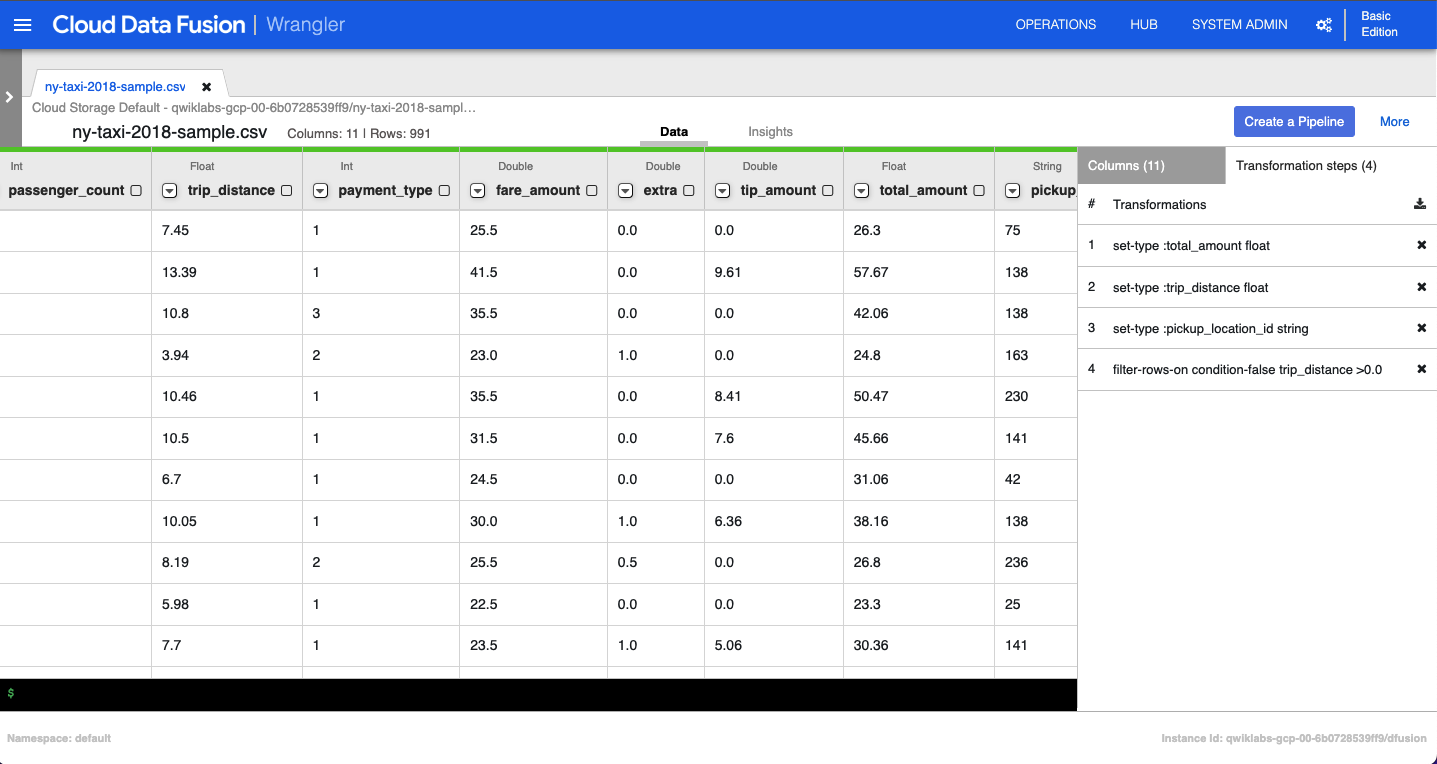 Cloud Data Fusion | Wrangler OPERATIONS HUB SYSTEM ADMIN Basic Edition
ny-taxi-2018-sample.csv
Cloud Storage Default - qwiklabs-gcp-00-6b0728539ff9/ny-taxi-2018-sampl...
ny-taxi-2018-sample.csv Columns: 11 | Rows: 991 Data Insights Create a Pipeline More
Int Float Int Double Double Double Float String
passenger_count trip_distance payment_type fare_amount extra tip_amount total_amount pickup_
7.45 1 25.5 0.0 0.0 26.3 75
13.39 1 41.5 0.0 9.61 57.67 138
10.8 3 35.5 0.0 0.0 42.06 138
3.94 2 23.0 1.0 0.0 24.8 163
10.46 1 35.5 0.0 8.41 50.47 230
10.5 1 31.5 0.0 7.6 45.66 141
6.7 1 24.5 0.0 0.0 31.06 42
10.05 1 30.0 1.0 6.36 38.16 138
8.19 2 25.5 0.5 0.0 26.8 236
5.98 1 22.5 0.0 0.0 23.3 25
7.7 1 23.5 1.0 5.06 30.36 141
$
Columns (11) Transformation steps (4)
# Transformations
1 set-type :total_amount float
2 set-type :trip_distance float
3 set-type :pickup_location_id string
4 filter-rows-on condition-false trip_distance >0.0
Namespace: default Instance Id: qwiklabs-gcp-00-6b0728539ff9/dfusion